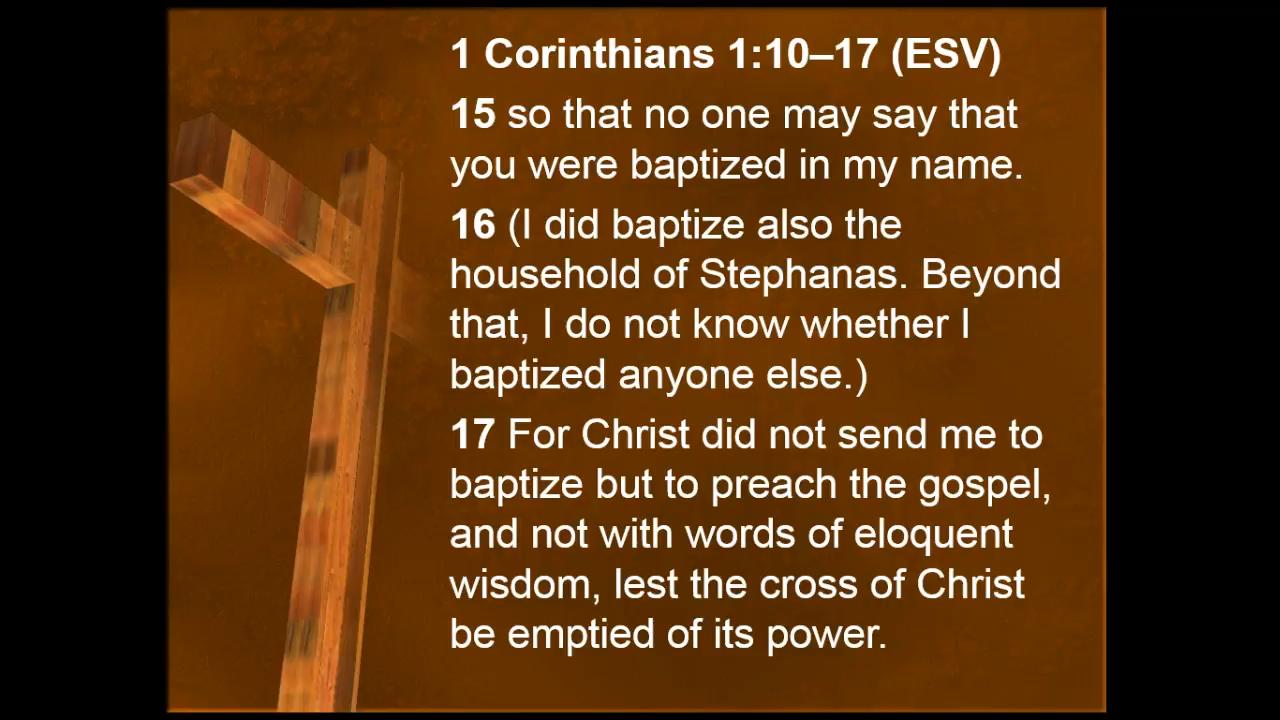 1 Corinthians 1:10–17 (ESV)
15 so that no one may say that
you were baptized in my name.
16 (I did baptize also the
household of Stephanas. Beyond
that, I do not know whether I
baptized anyone else.)
17 For Christ did not send me to
baptize but to preach the gospel,
and not with words of eloquent
wisdom, lest the cross of Christ
be emptied of its power.